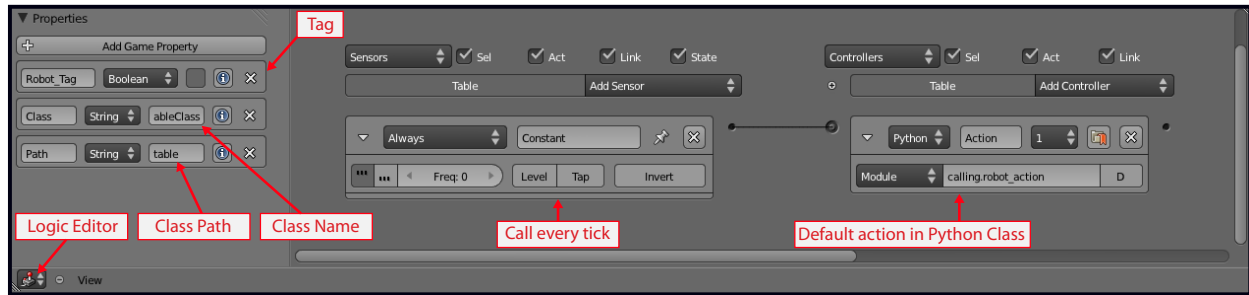 Properties
Tag
Add Game Property
Sensors Sel Act Link State
Controllers Sel Act Link
Robot_Tag Boolean
Table Add Sensor
Table Add Controller
Class String ableClass
Always Constant
Python Action 1
Path String table
Freq: 0 Level Tap Invert
Module calling.robot_action D
Logic Editor
Class Path
Class Name
Call every tick
Default action in Python Class
View